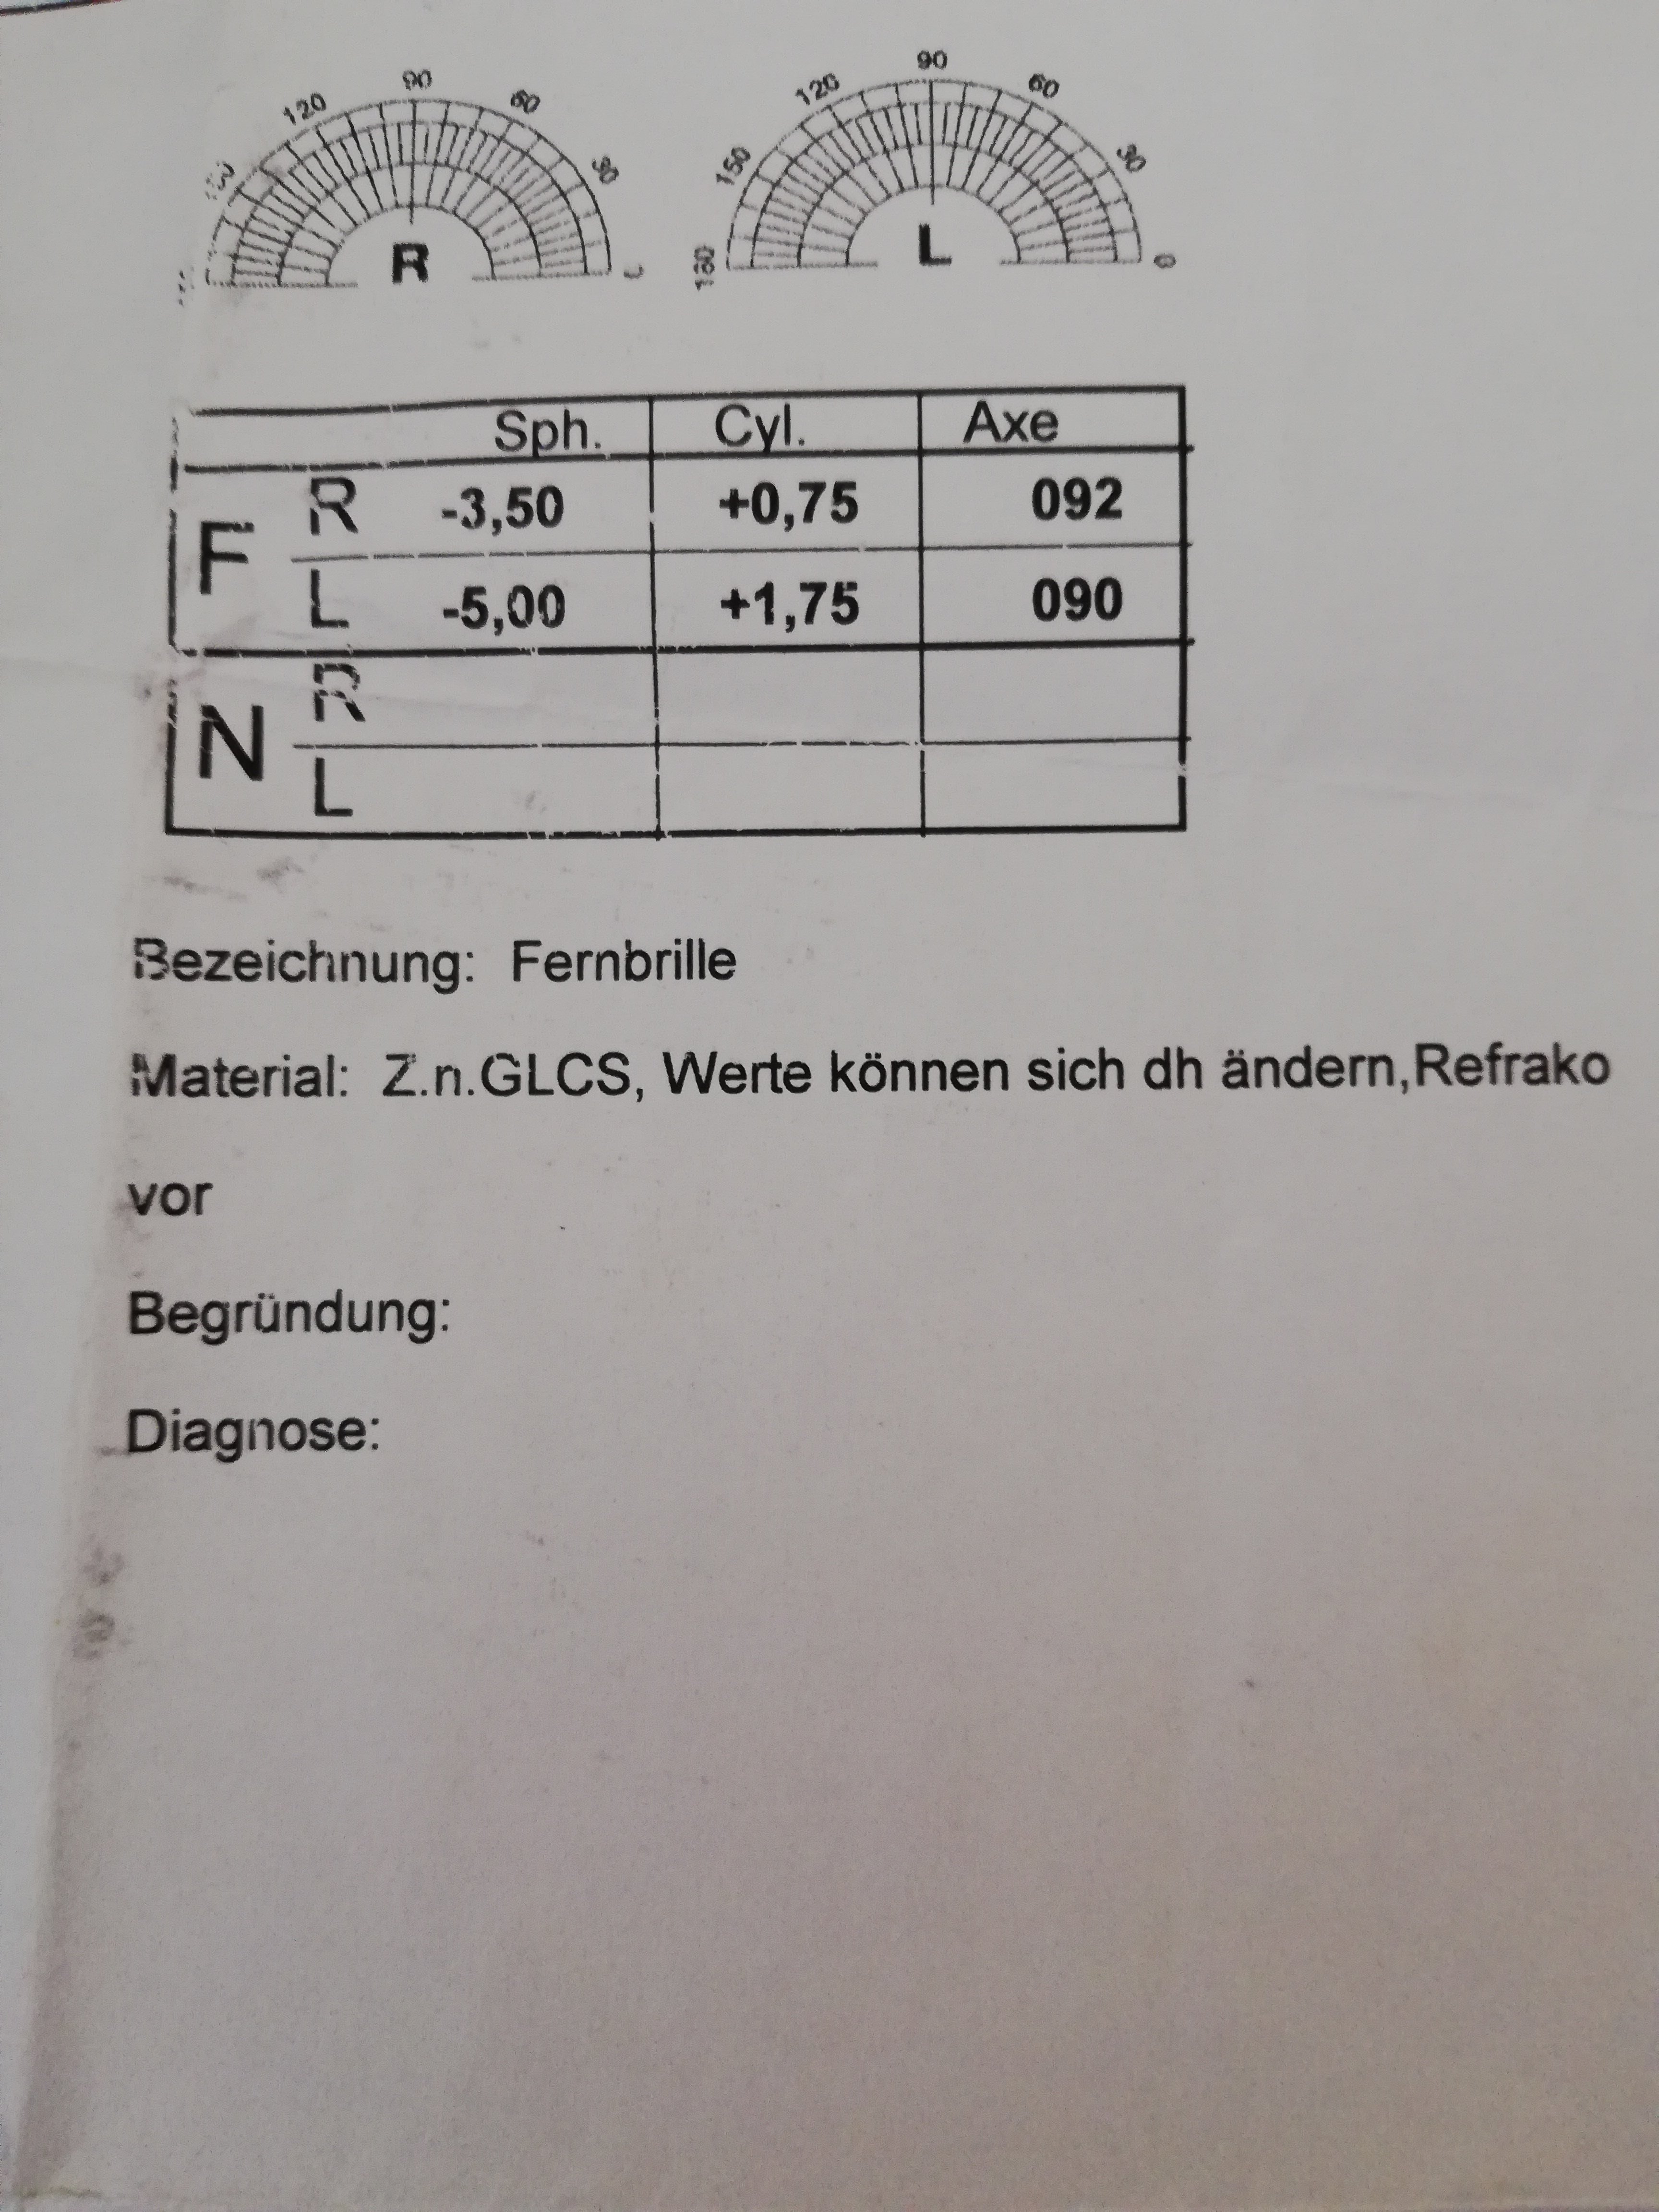 90 90
120 60 120 60
30 150 30
R L
180 0
Sph. Cyl. Axe
F R -3,50 +0,75 092
L -5,00 +1,75 090
N R
L
Bezeichnung: Fernbrille
Material: Z.n.GLCS, Werte können sich dh ändern,Refrako
vor
Begründung:
Diagnose: